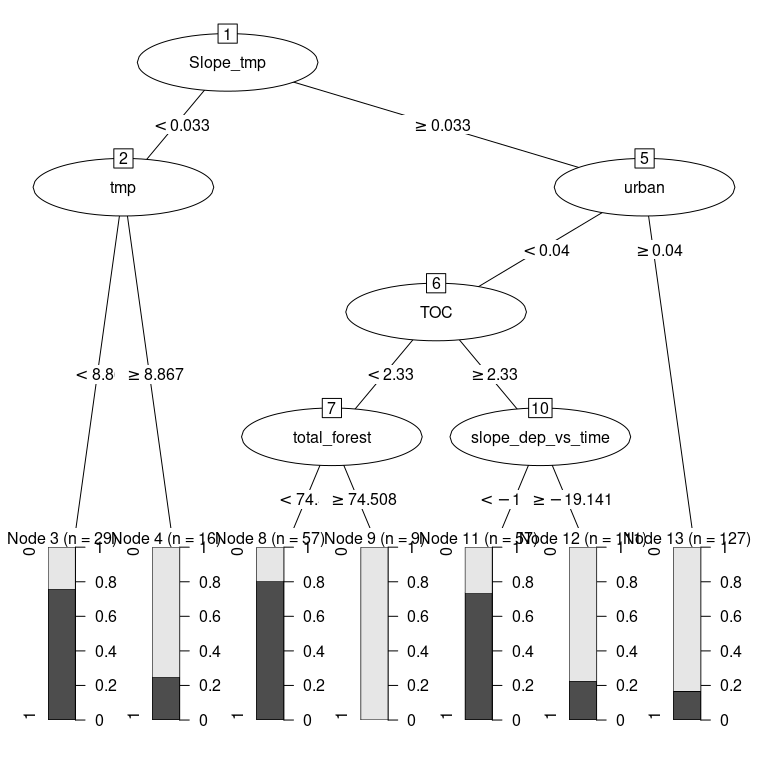 1
Slope_tmp
< 0.033
≥ 0.033
2
tmp
5
urban
< 0.04
≥ 0.04
6
TOC
< 8.8
≥ 8.867
< 2.33
≥ 2.33
7
total_forest
10
slope_dep_vs_time
< 74.
≥ 74.508
< −1
≥ −19.141
Node 3 (n = 29)
Node 4 (n = 16)
Node 8 (n = 57)
Node 9 (n = 9)
Node 11 (n =
Node 12 (n =
Node 13 (n = 127)
0 1
0 1
0 1
0 1
0 1
0 1
0 1
0.8 0.8 0.8 0.8 0.8 0.8 0.8
0.6 0.6 0.6 0.6 0.6 0.6 0.6
0.4 0.4 0.4 0.4 0.4 0.4 0.4
0.2 0.2 0.2 0.2 0.2 0.2 0.2
1 0 1 0 1 0 1 0 1 0 1 0 1 0